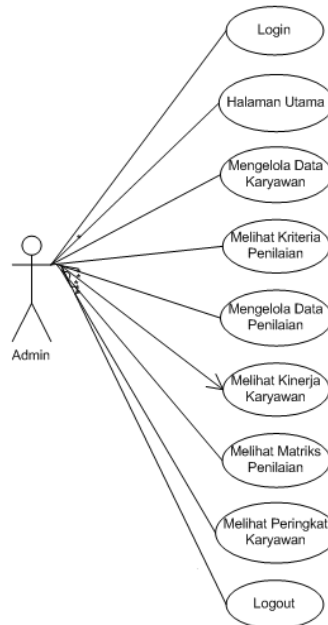 Login
Halaman Utama
Mengelola Data
Karyawan
Melihat Kriteria
Penilaian
Mengelola Data
Penilaian
Admin
Melihat Kinerja
Karyawan
Melihat Matriks
Penilaian
Melihat Peringkat
Karyawan
Logout